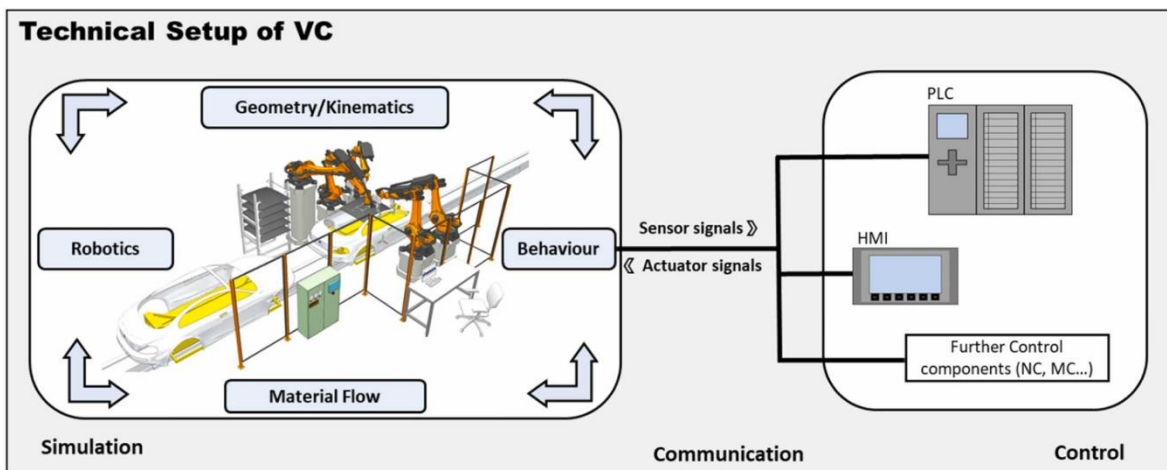 Technical Setup of VC
Geometry/Kinematics
Robotics
Behaviour
Material Flow
Sensor signals 》
《 Actuator signals
PLC
HMI
Further Control
components (NC, MC...)
Simulation
Communication
Control